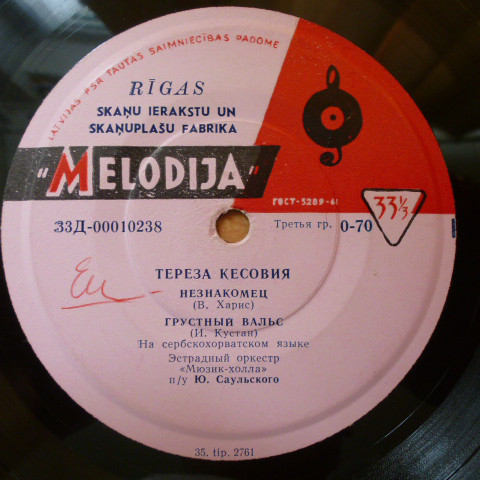 LATVIJAS PSR TAUTAS SAIMNIECĪBAS PADOME
RĪGAS
SKAŅU IERAKSTU UN
SKAŅUPLAŠU FABRIKA
"MELODIJA"
ГОСТ-5289-61
33Д-00010238
Третья гр. 0-70
33⅓
ТЕРЕЗА КЕСОВИЯ
НЕЗНАКОМЕЦ
(В. Харис)
ГРУСТНЫЙ ВАЛЬС
(И. Кустан)
На сербскохорватском языке
Эстрадный оркестр
«Мюзик-холла»
п/у Ю. Саульского
35. tip. 2761